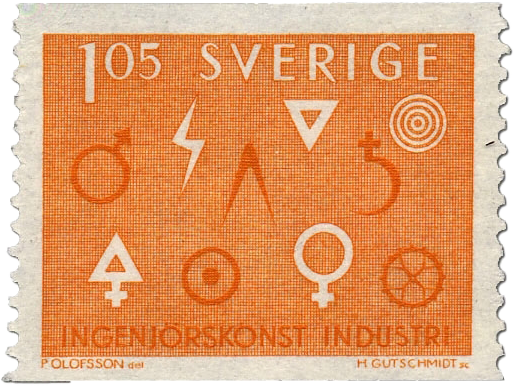 1 05 SVERIGE
INGENJÖRSKONST INDUSTRI
P OLOFSSON del H GUTSCHMIDT sc